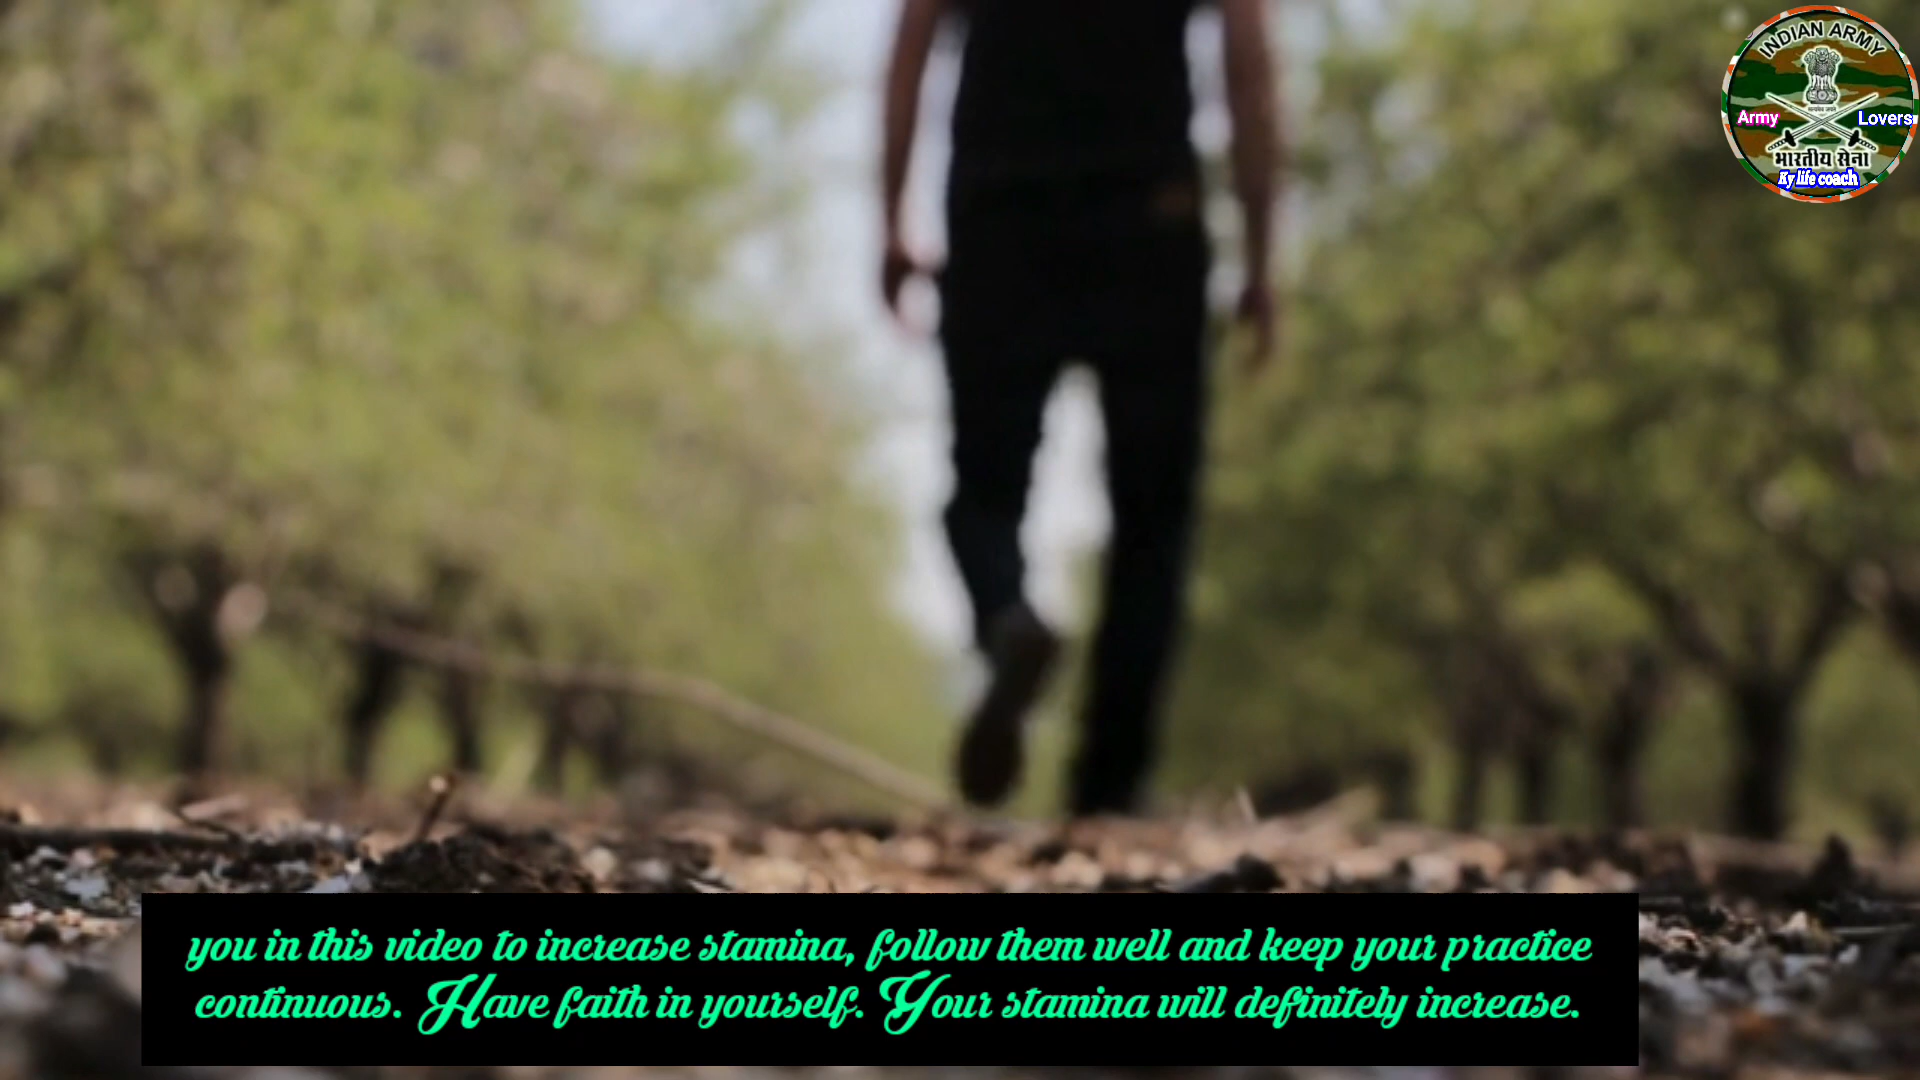 INDIAN ARMY
Army Lovers
भारतीय सेना
Ky life coach
you in this video to increase stamina, follow them well and keep your practice
continuous. Have faith in yourself. Your stamina will definitely increase.